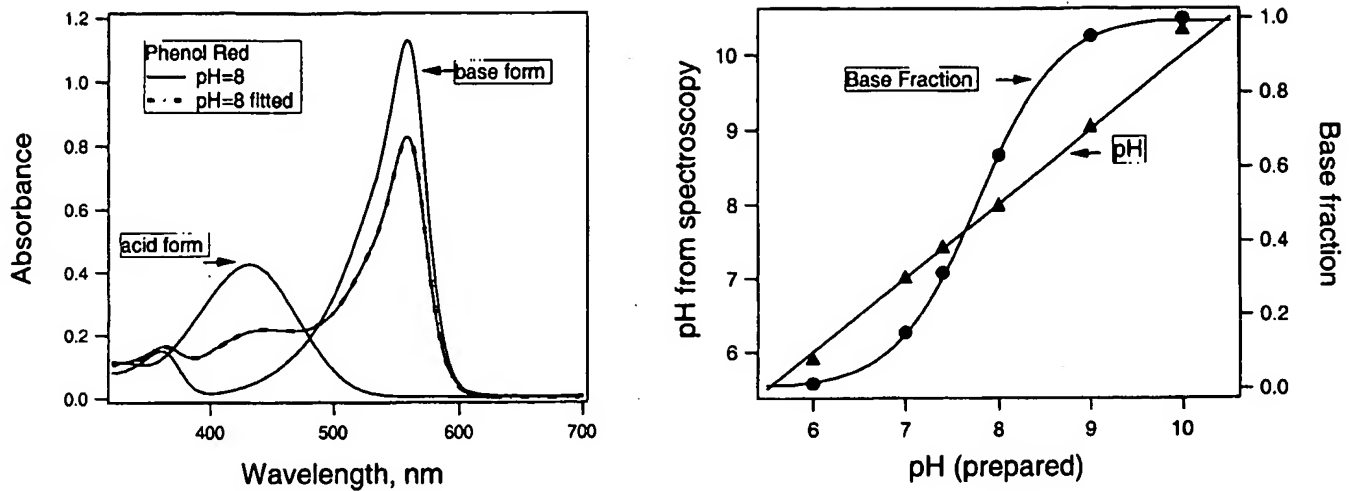 1.2
1.0
0.8
0.6
0.4
0.2
0.0
Absorbance
Phenol Red
pH=8
pH=8 fitted
base form
acid form
400
500
600
700
Wavelength, nm
10
9
8
7
6
pH from spectroscopy
Base Fraction
pH
1.0
0.8
0.6
0.4
0.2
0.0
Base fraction
6
7
8
9
10
pH (prepared)